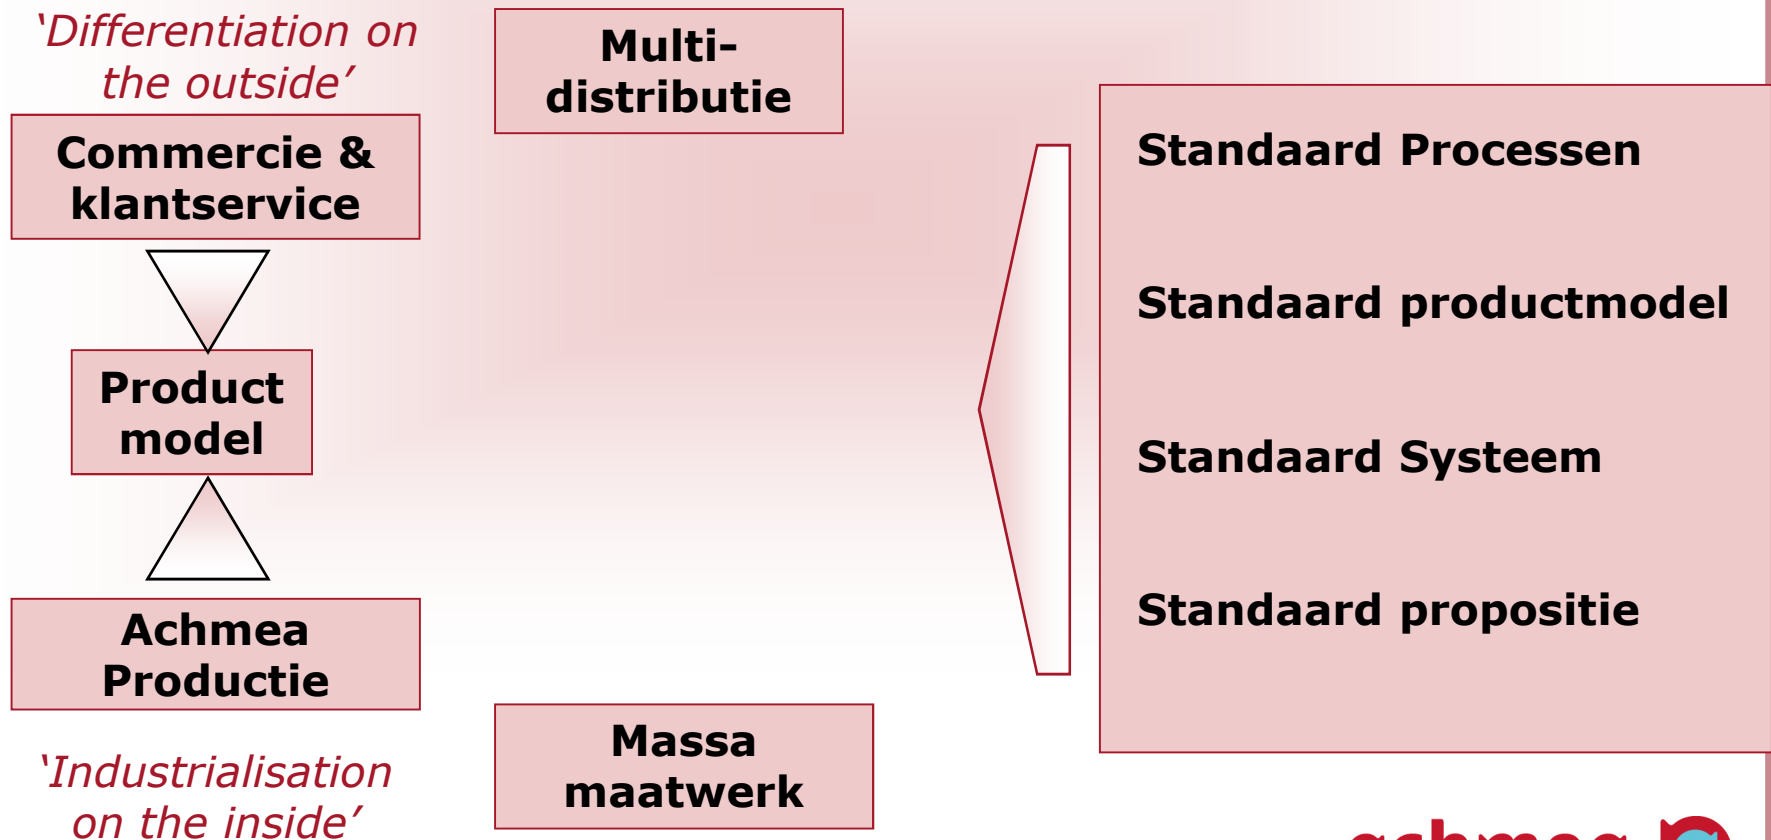 ‘Differentiation on
the outside’
Commercie &
klantservice
Product
model
Achmea
Productie
‘Industrialisation
on the inside’
Multi-
distributie
Massa
maatwerk
Standaard Processen
Standaard productmodel
Standaard Systeem
Standaard propositie
achmea